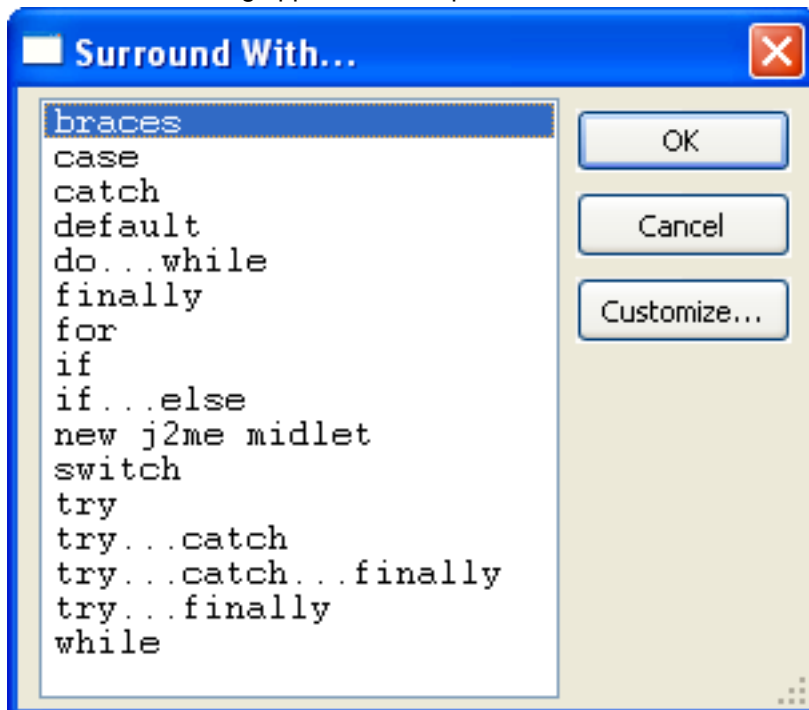 Surround With...
braces
case
catch
default
do...while
finally
for
if
if...else
new j2me midlet
switch
try
try...catch
try...catch...finally
try...finally
while
OK
Cancel
Customize...